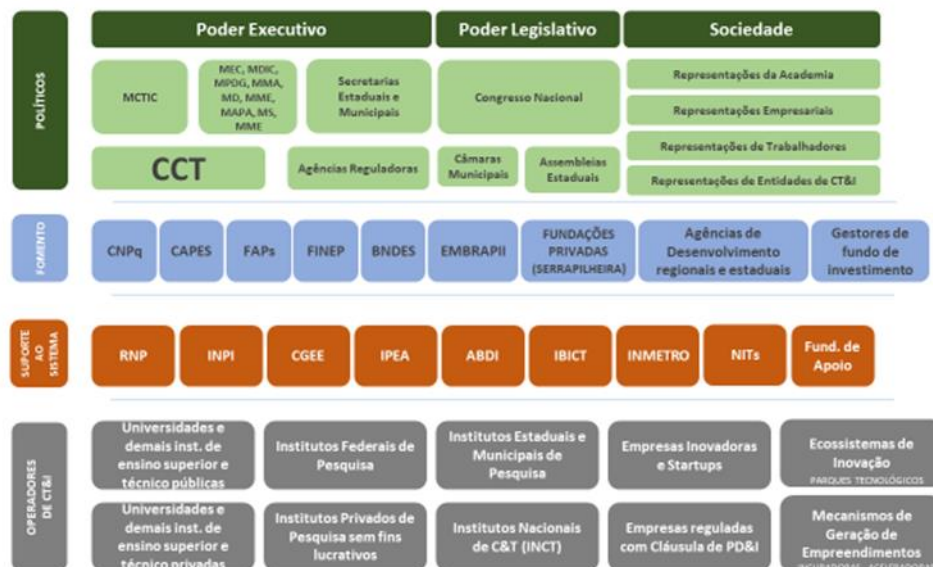 Poder Executivo
Poder Legislativo
Sociedade
POLÍTICOS
MCTIC
MEC, MDIC,
MPDG, MMA,
MD, MME,
MAPA, MS,
MME
Secretarias
Estaduais e
Municipais
Congresso Nacional
Representações da Academia
Representações Empresariais
CCT
Agências Reguladoras
Câmaras
Municipais
Assembleias
Estaduais
Representações de Trabalhadores
Representações de Entidades de CT&I
FOMENTO
CNPq
CAPES
FAPs
FINEP
BNDES
EMBRAPII
FUNDAÇÕES
PRIVADAS
(SERRAPILHEIRA)
Agências de
Desenvolvimento
regionais e estaduais
Gestores de
fundo de
investimento
SUPORTE
AO
SISTEMA
RNP
INPI
CGEE
IPEA
ABDI
IBICT
INMETRO
NITs
Fund. de
Apoio
OPERADORES
DE CT&I
Universidades e
demais inst. de
ensino superior e
técnico públicas
Institutos Federais de
Pesquisa
Institutos Estaduais e
Municipais de
Pesquisa
Empresas Inovadoras
e Startups
Ecossistemas de
Inovação
PARQUES TECNOLÓGICOS
Universidades e
demais inst. de
ensino superior e
técnico privadas
Institutos Privados de
Pesquisa sem fins
lucrativos
Institutos Nacionais
de C&T (INCT)
Empresas reguladas
com Cláusula de PD&I
Mecanismos de
Geração de
Empreendimentos
INCUBADORAS, ACELERADORAS